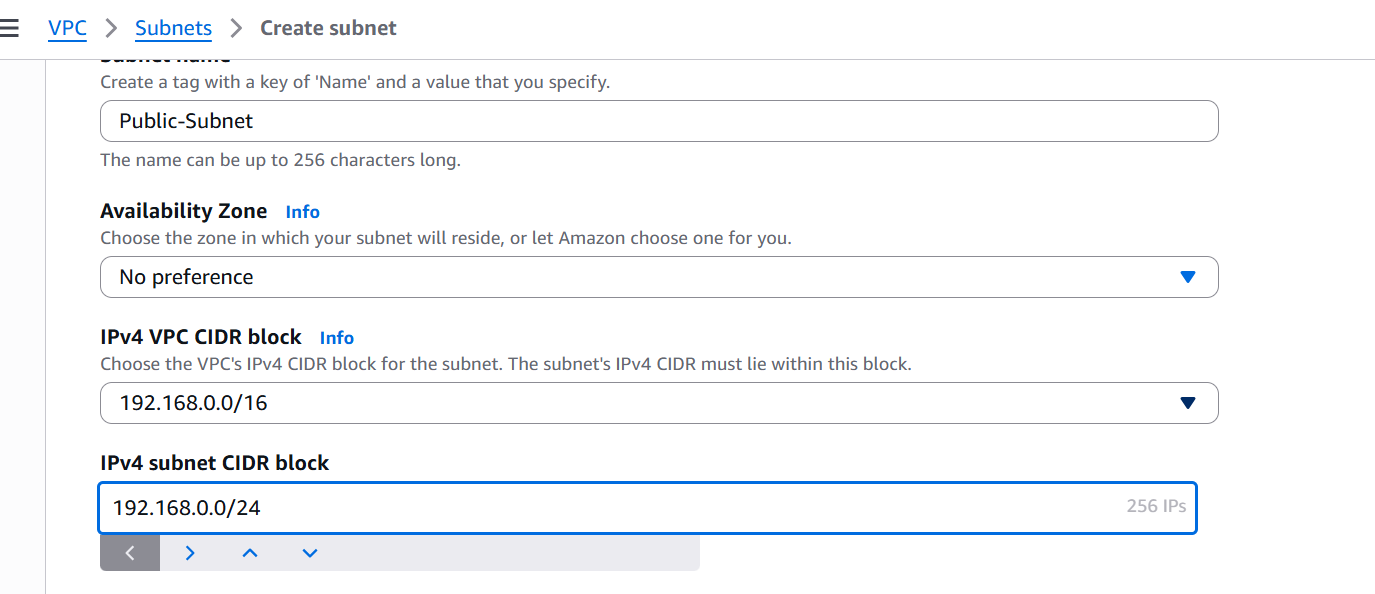 VPC > Subnets > Create subnet
Subnet name
Create a tag with a key of 'Name' and a value that you specify.
Public-Subnet
The name can be up to 256 characters long.
Availability Zone Info
Choose the zone in which your subnet will reside, or let Amazon choose one for you.
No preference
IPv4 VPC CIDR block Info
Choose the VPC's IPv4 CIDR block for the subnet. The subnet's IPv4 CIDR must lie within this block.
192.168.0.0/16
IPv4 subnet CIDR block
192.168.0.0/24 256 IPs